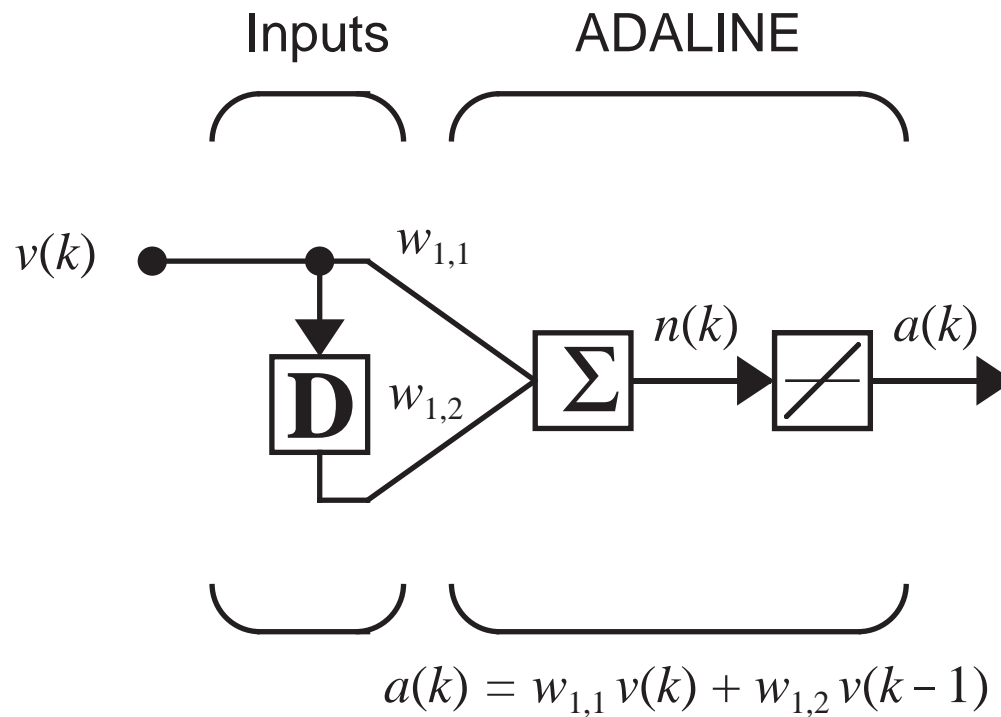 Inputs ADALINE
v(k) w1,1
n(k) a(k)
D w1,2 Σ
a(k) = w1,1 v(k) + w1,2 v(k – 1)